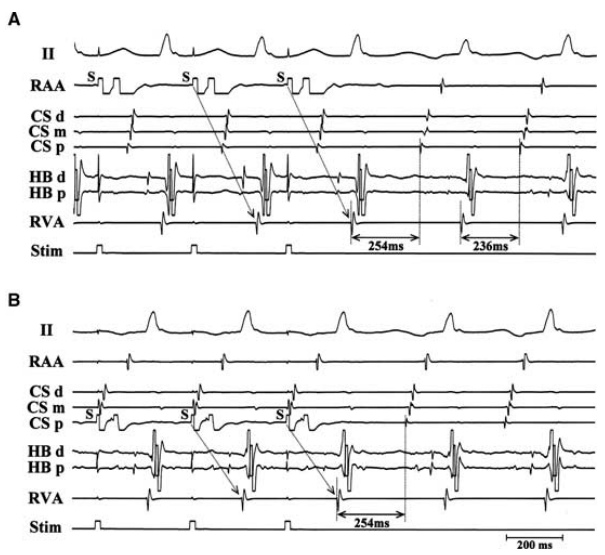 A
II
RAA S S S
CS d
CS m
CS p
HB d
HB p
RVA
254ms 236ms
Stim
B
II
RAA
CS d
CS m
CS p S S S
HB d
HB p
RVA
254ms
Stim
200 ms